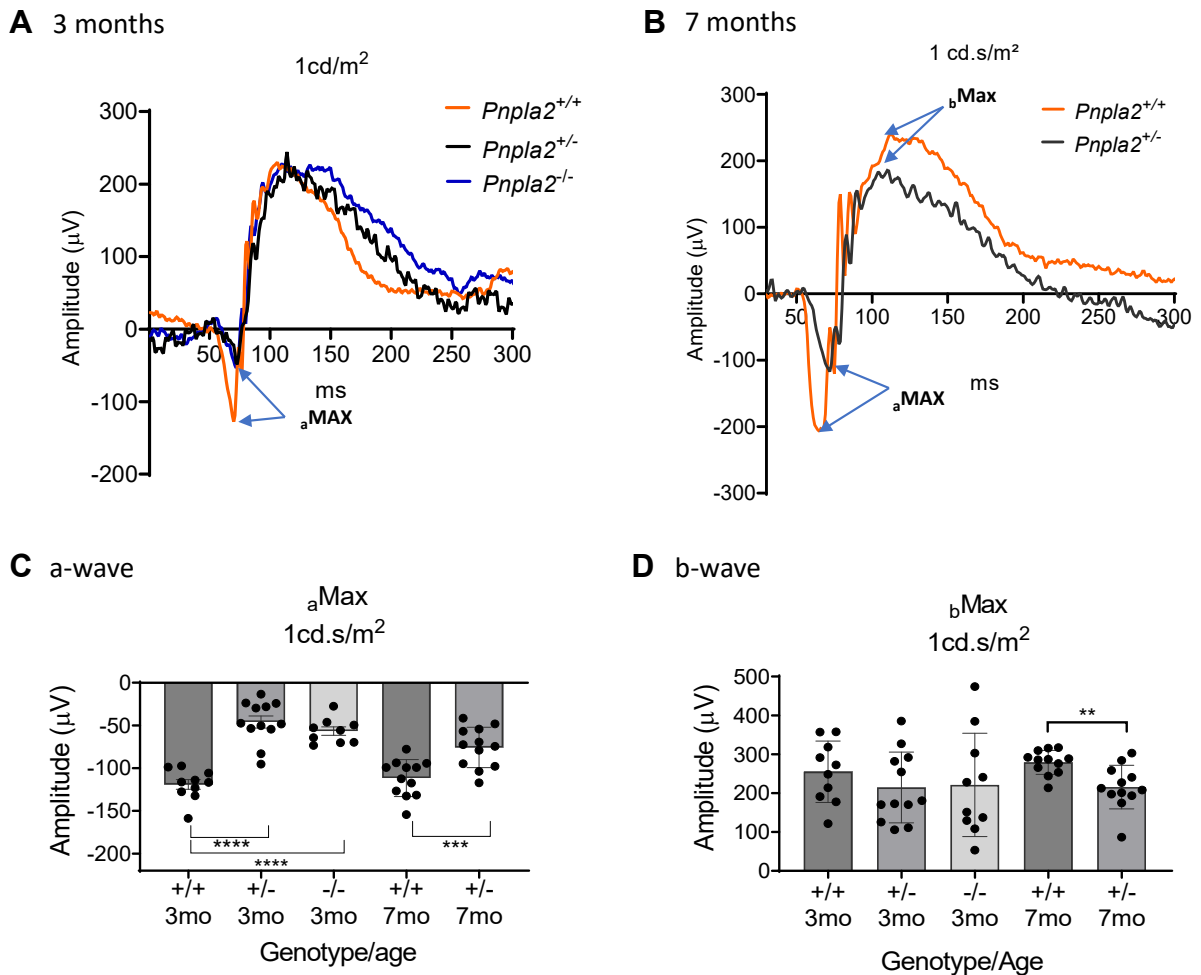 A 3 months
1cd/m²
Pnpla2+/+
Pnpla2+/-
Pnpla2-/-
300
200
100
0
-100
-200
50
100
150
200
250
300
Amplitude (μV)
ms
aMAX
B 7 months
1 cd.s/m²
bMax
Pnpla2+/+
Pnpla2+/-
300
200
100
0
-100
-200
-300
50
100
150
200
250
300
Amplitude (μV)
ms
aMAX
C a-wave
aMax
1cd.s/m²
0
-50
-100
-150
-200
Amplitude (μV)
****
****
***
+/+ +/- -/- +/+ +/-
3mo 3mo 3mo 7mo 7mo
Genotype/age
D b-wave
bMax
1cd.s/m²
500
400
300
200
100
0
Amplitude (μV)
**
+/+ +/- -/- +/+ +/-
3mo 3mo 3mo 7mo 7mo
Genotype/Age